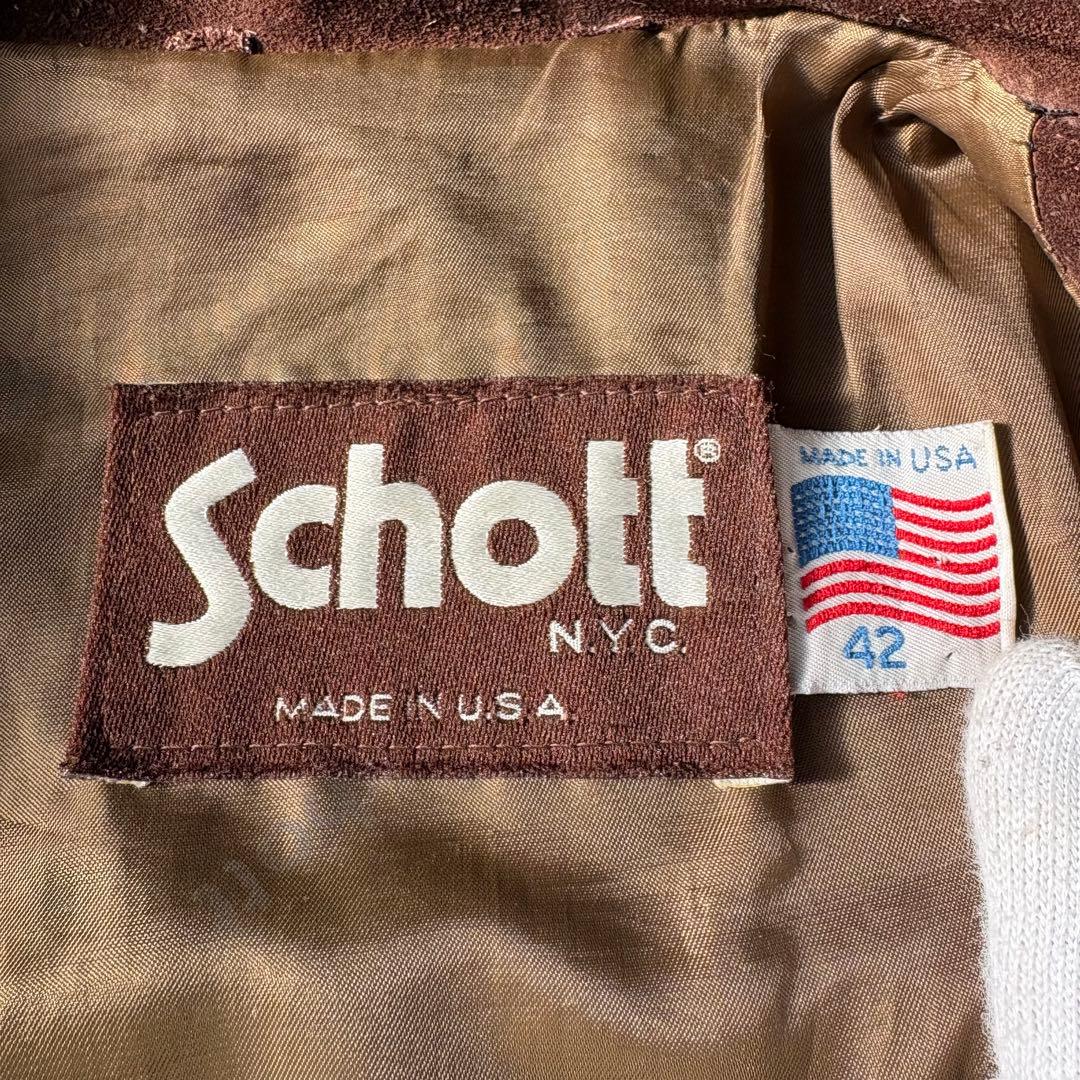 Schott®
N.Y.C.
MADE IN U.S.A.
MADE IN USA
42